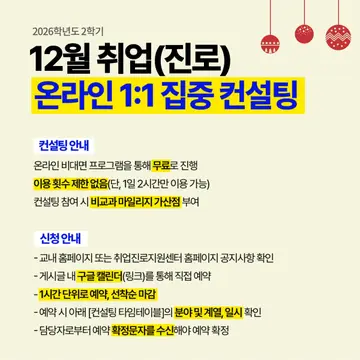 2026학년도 2학기
12월 취업(진로)
온라인 1:1 집중 컨설팅
컨설팅 안내
온라인 비대면 프로그램을 통해 무료로 진행
이용 횟수 제한 없음(단, 1일 2시간만 이용 가능)
컨설팅 참여 시 비교과 마일리지 가산점 부여
신청 안내
- 교내 홈페이지 또는 취업진로지원센터 홈페이지 공지사항 확인
- 게시글 내 구글 캘린더(링크)를 통해 직접 예약
- 1시간 단위로 예약, 선착순 마감
- 예약 시 아래 [컨설팅 타임테이블]의 분야 및 계열, 일시 확인
- 담당자로부터 예약 확정문자를 수신해야 예약 확정